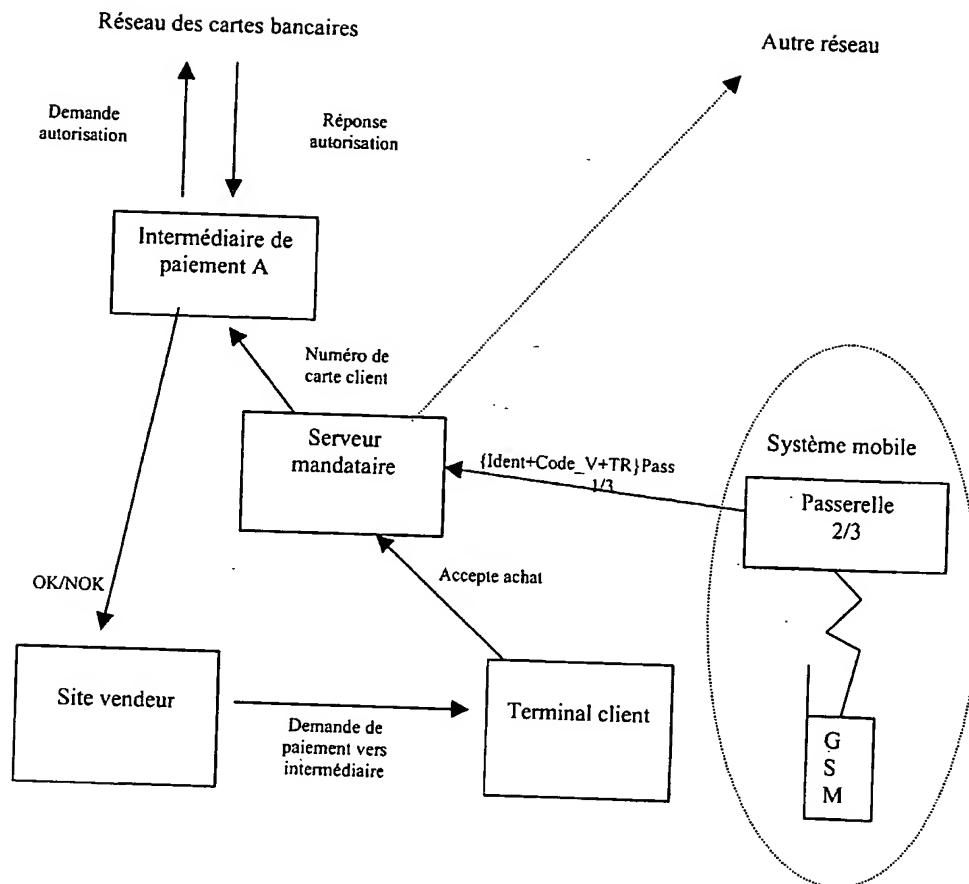 Réseau des cartes bancaires
Autre réseau
Demande
autorisation
Réponse
autorisation
Intermédiaire de
paiement A
Numéro de
carte client
Serveur
mandataire
{Ident+Code_V+TR}Pass
1/3
Système mobile
Passerelle
2/3
Accepte achat
OK/NOK
Site vendeur
Demande de
paiement vers
intermédiaire
Terminal client
G
S
M